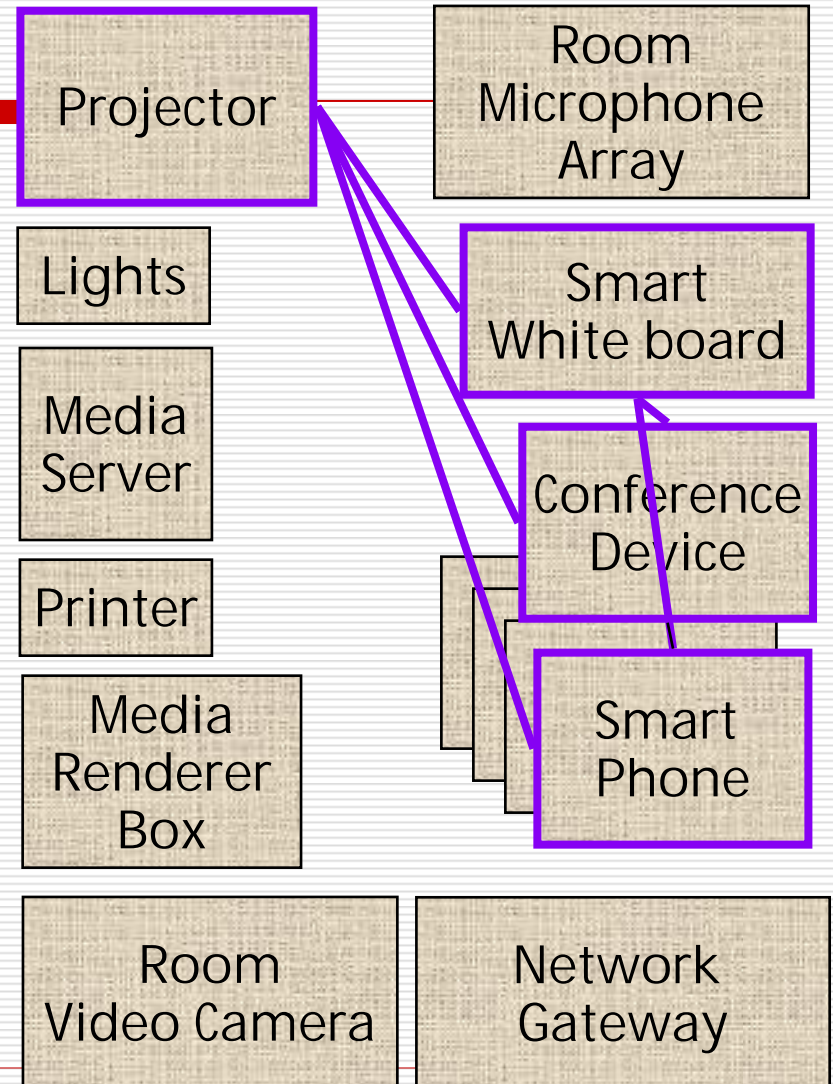 Projector
Room
Microphone
Array
Lights
Smart
White board
Media
Server
Conference
Device
Printer
Media
Renderer
Box
Smart
Phone
Room
Video Camera
Network
Gateway